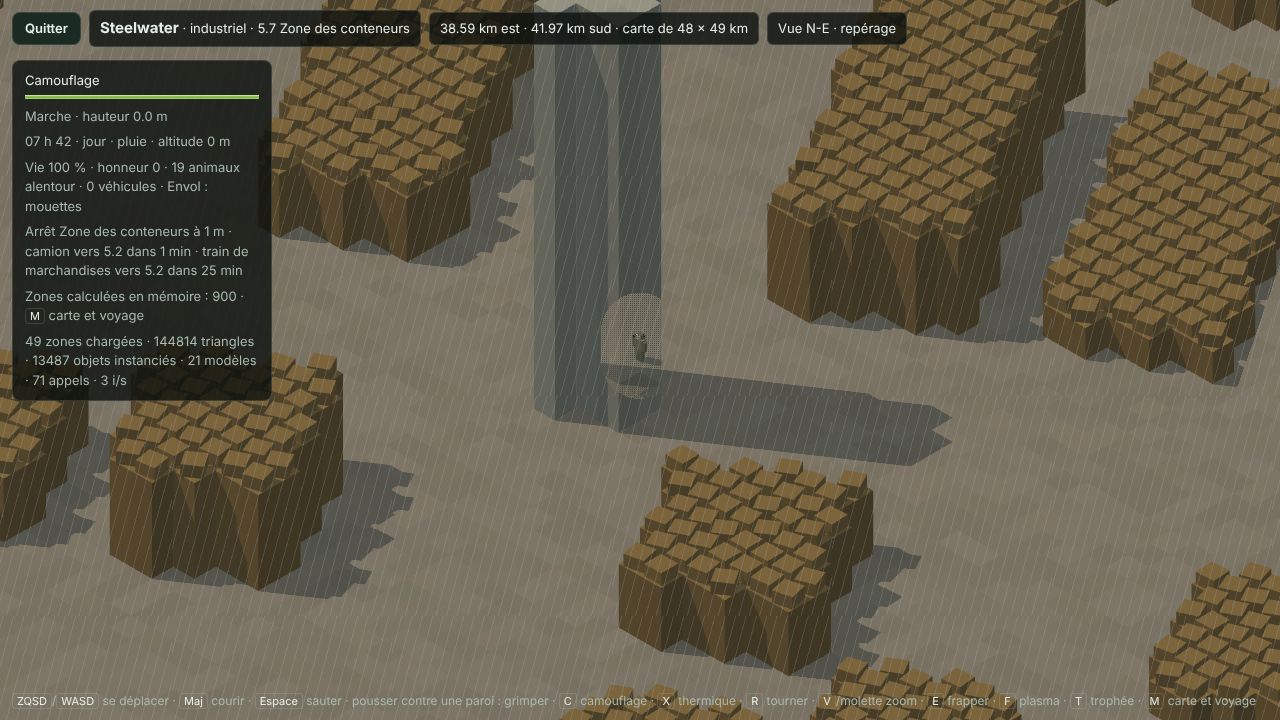 Quitter
Steelwater · industriel · 5.7 Zone des conteneurs
38.59 km est · 41.97 km sud · carte de 48 × 49 km
Vue N-E · repérage
Camouflage
Marche · hauteur 0.0 m
07 h 42 · jour · pluie · altitude 0 m
Vie 100 % · honneur 0 · 19 animaux
alentour · 0 véhicules · Envol :
mouettes
Arrêt Zone des conteneurs à 1 m ·
camion vers 5.2 dans 1 min · train de
marchandises vers 5.2 dans 25 min
Zones calculées en mémoire : 900 ·
M carte et voyage
49 zones chargées · 144814 triangles
· 13487 objets instanciés · 21 modèles
· 71 appels · 3 i/s
ZQSD / WASD se déplacer · Maj courir · Espace sauter · pousser contre une paroi : grimper · C camouflage · X thermique · R tourner · V /molette zoom · E frapper · F plasma · T trophée · M carte et voyage